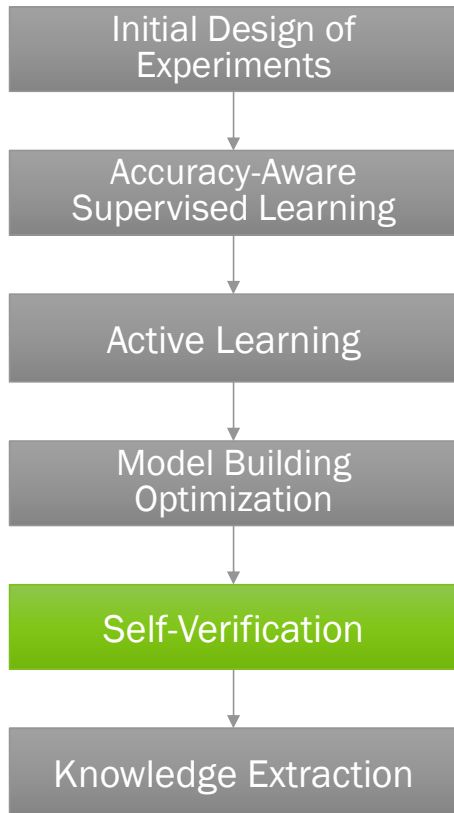 Initial Design of
Experiments
Accuracy-Aware
Supervised Learning
Active Learning
Model Building
Optimization
Self-Verification
Knowledge Extraction